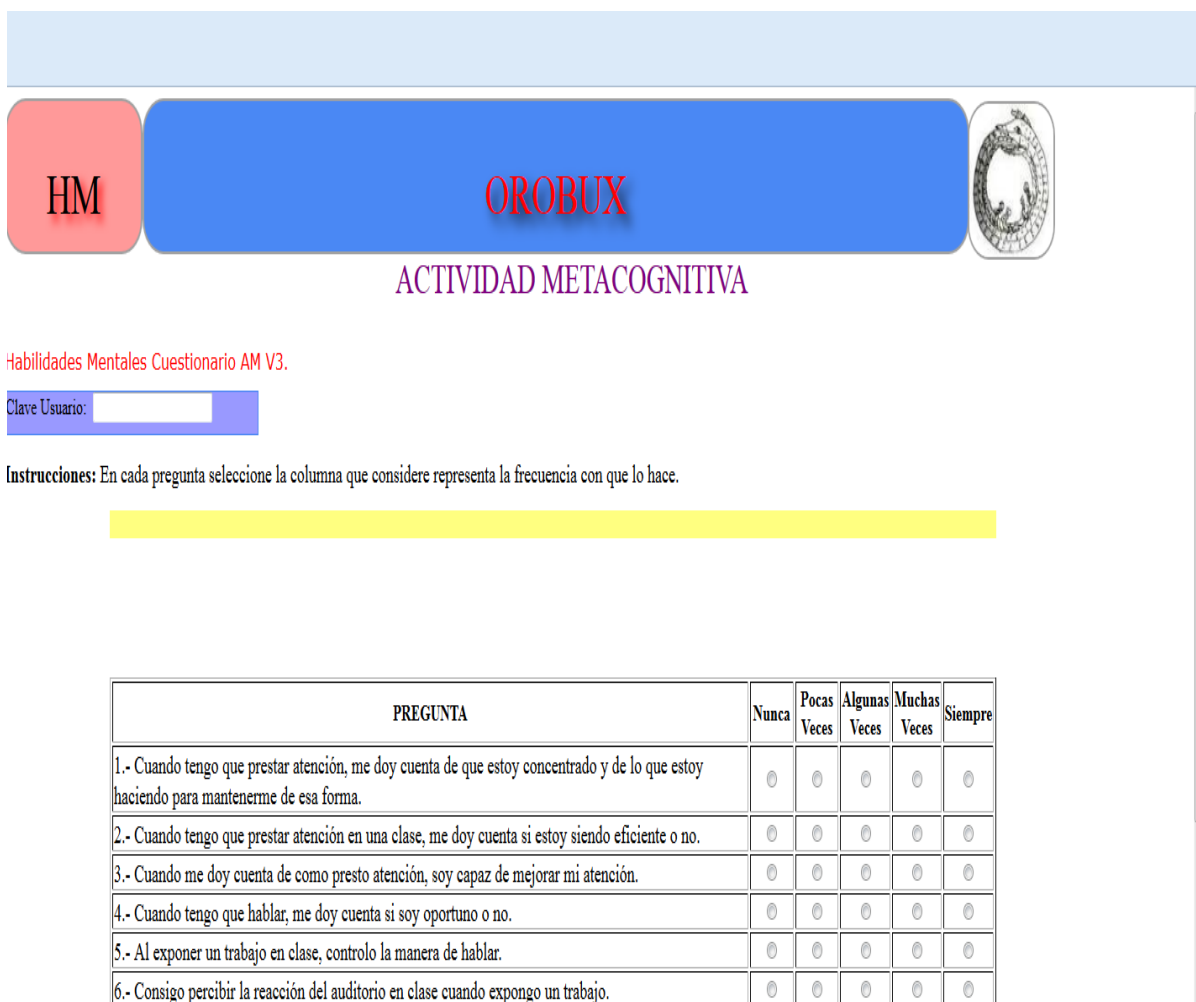 HM
OROBUX
ACTIVIDAD METACOGNITIVA
Habilidades Mentales Cuestionario AM V3.
Clave Usuario:
Instrucciones: En cada pregunta seleccione la columna que considere representa la frecuencia con que lo hace.
PREGUNTA Nunca Pocas Veces Algunas Veces Muchas Veces Siempre
1.- Cuando tengo que prestar atención, me doy cuenta de que estoy concentrado y de lo que estoy
haciendo para mantenerme de esa forma.
2.- Cuando tengo que prestar atención en una clase, me doy cuenta si estoy siendo eficiente o no.
3.- Cuando me doy cuenta de como presto atención, soy capaz de mejorar mi atención.
4.- Cuando tengo que hablar, me doy cuenta si soy oportuno o no.
5.- Al exponer un trabajo en clase, controlo la manera de hablar.
6.- Consigo percibir la reacción del auditorio en clase cuando expongo un trabajo.